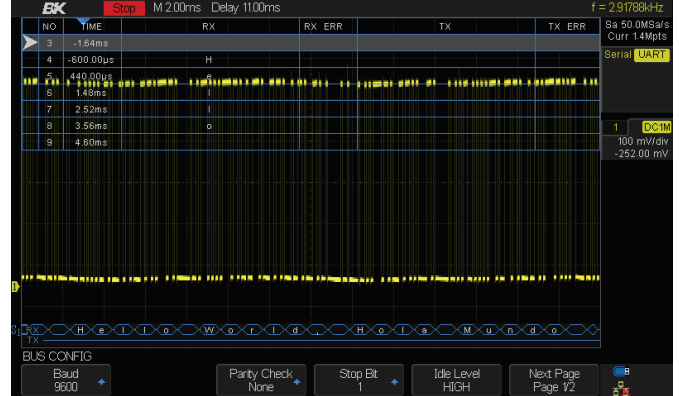 BK Stop M 2.00ms Delay 11.00ms f = 2.91788kHz
NO TIME RX RX ERR TX TX ERR
Sa 50.0MSa/s
Curr 1.4Mpts
3 -1.64ms
4 -600.00µs H
5 440.00µs e
6 1.48ms l
7 2.52ms l
8 3.56ms o
9 4.60ms
Serial UART
1 DC1M
100 mV/div
-252.00 mV
1
S1 RX H e l l o W o r l d . H o l a M u n d o
TX
BUS CONFIG
Baud
9600
Parity Check
None
Stop Bit
1
Idle Level
HIGH
Next Page
Page 1/2